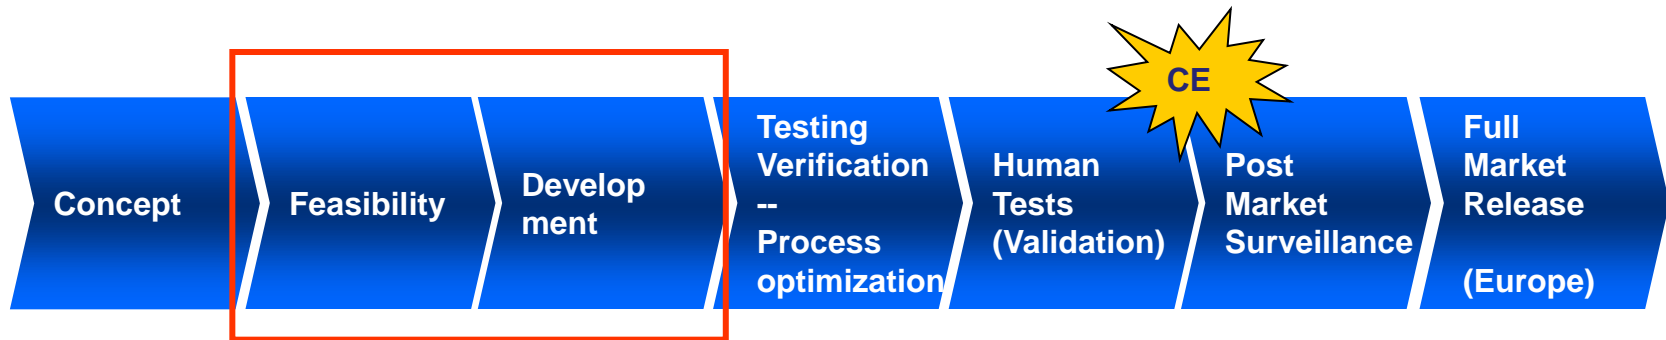 Concept
Feasibility
Develop
ment
Testing
Verification
--
Process
optimization
Human
Tests
(Validation)
CE
Post
Market
Surveillance
Full
Market
Release
(Europe)